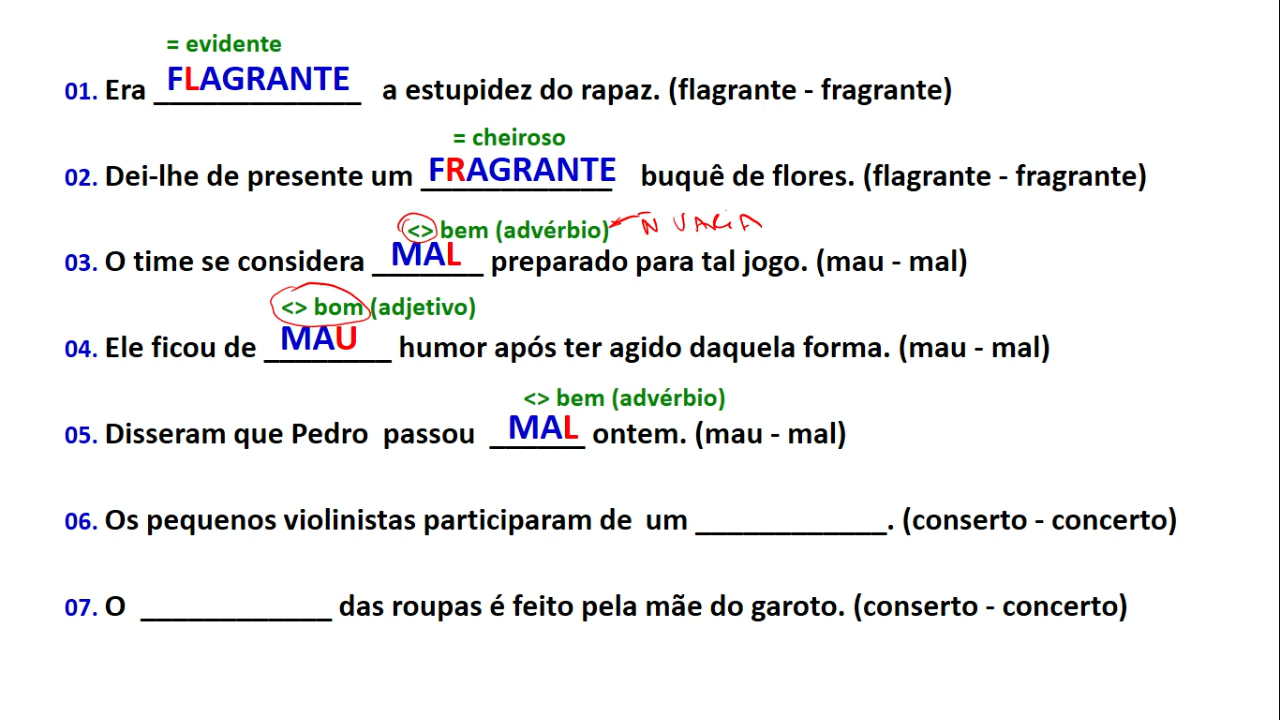 = evidente
01. Era FLAGRANTE a estupidez do rapaz. (flagrante - fragrante)
= cheiroso
02. Dei-lhe de presente um FRAGRANTE buquê de flores. (flagrante - fragrante)
<> bem (advérbio) Ñ VARIA
03. O time se considera MAL preparado para tal jogo. (mau - mal)
<> bom (adjetivo)
04. Ele ficou de MAU humor após ter agido daquela forma. (mau - mal)
<> bem (advérbio)
05. Disseram que Pedro passou MAL ontem. (mau - mal)
06. Os pequenos violinistas participaram de um ____________. (conserto - concerto)
07. O ____________ das roupas é feito pela mãe do garoto. (conserto - concerto)